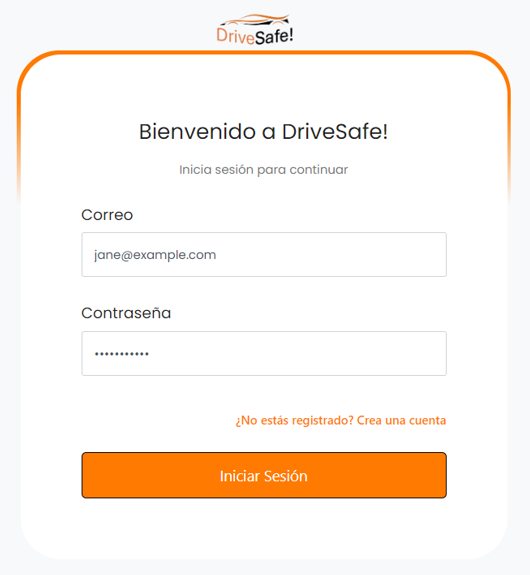 DriveSafe!
Bienvenido a DriveSafe!
Inicia sesión para continuar
Correo
jane@example.com
Contraseña
•••••••••••
¿No estás registrado? Crea una cuenta
Iniciar Sesión